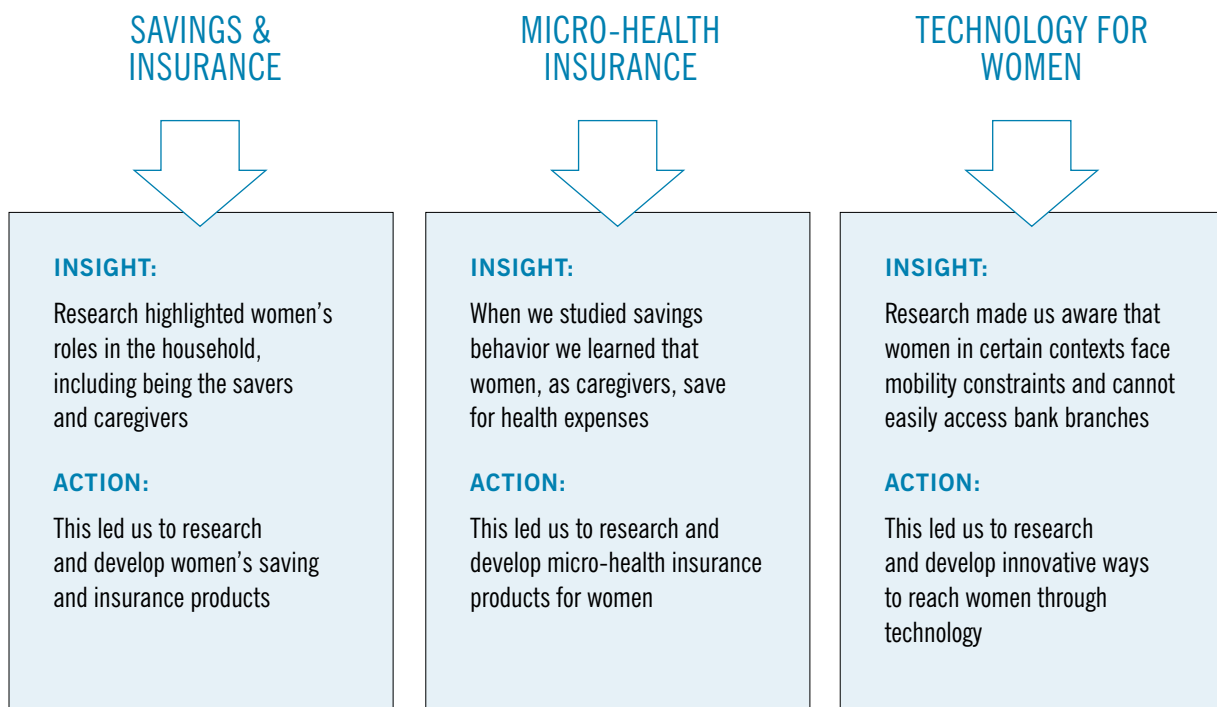 SAVINGS &
INSURANCE
INSIGHT:
Research highlighted women’s
roles in the household,
including being the savers
and caregivers
ACTION:
This led us to research
and develop women’s saving
and insurance products
MICRO-HEALTH
INSURANCE
INSIGHT:
When we studied savings
behavior we learned that
women, as caregivers, save
for health expenses
ACTION:
This led us to research and
develop micro-health insurance
products for women
TECHNOLOGY FOR
WOMEN
INSIGHT:
Research made us aware that
women in certain contexts face
mobility constraints and cannot
easily access bank branches
ACTION:
This led us to research
and develop innovative ways
to reach women through
technology